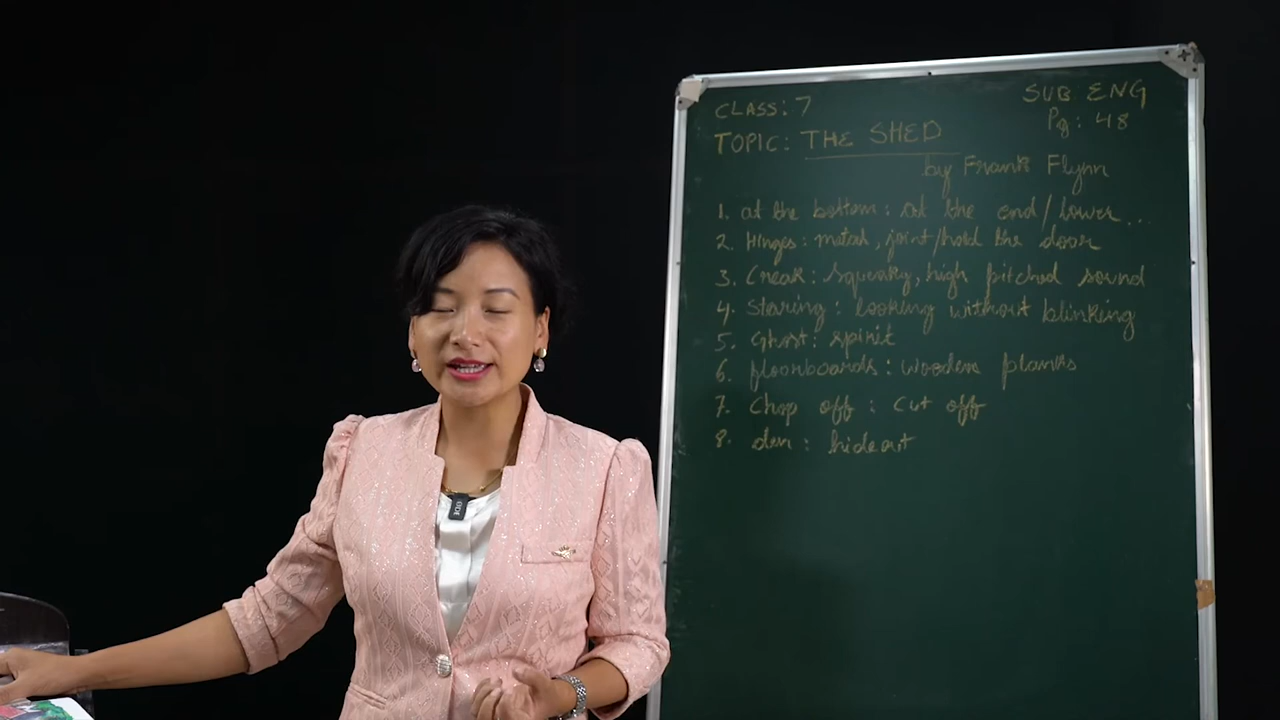 CLASS: 7
SUB ENG
Pg: 48
TOPIC: THE SHED
by Frank Flynn
1. at the bottom: at the end/lower...
2. Hinges: metal, joint/hold the door
3. Creak: squeaky, high pitched sound
4. Staring: looking without blinking
5. Ghost: spirit
6. floorboards: wooden planks
7. Chop off: cut off
8. den: hideout